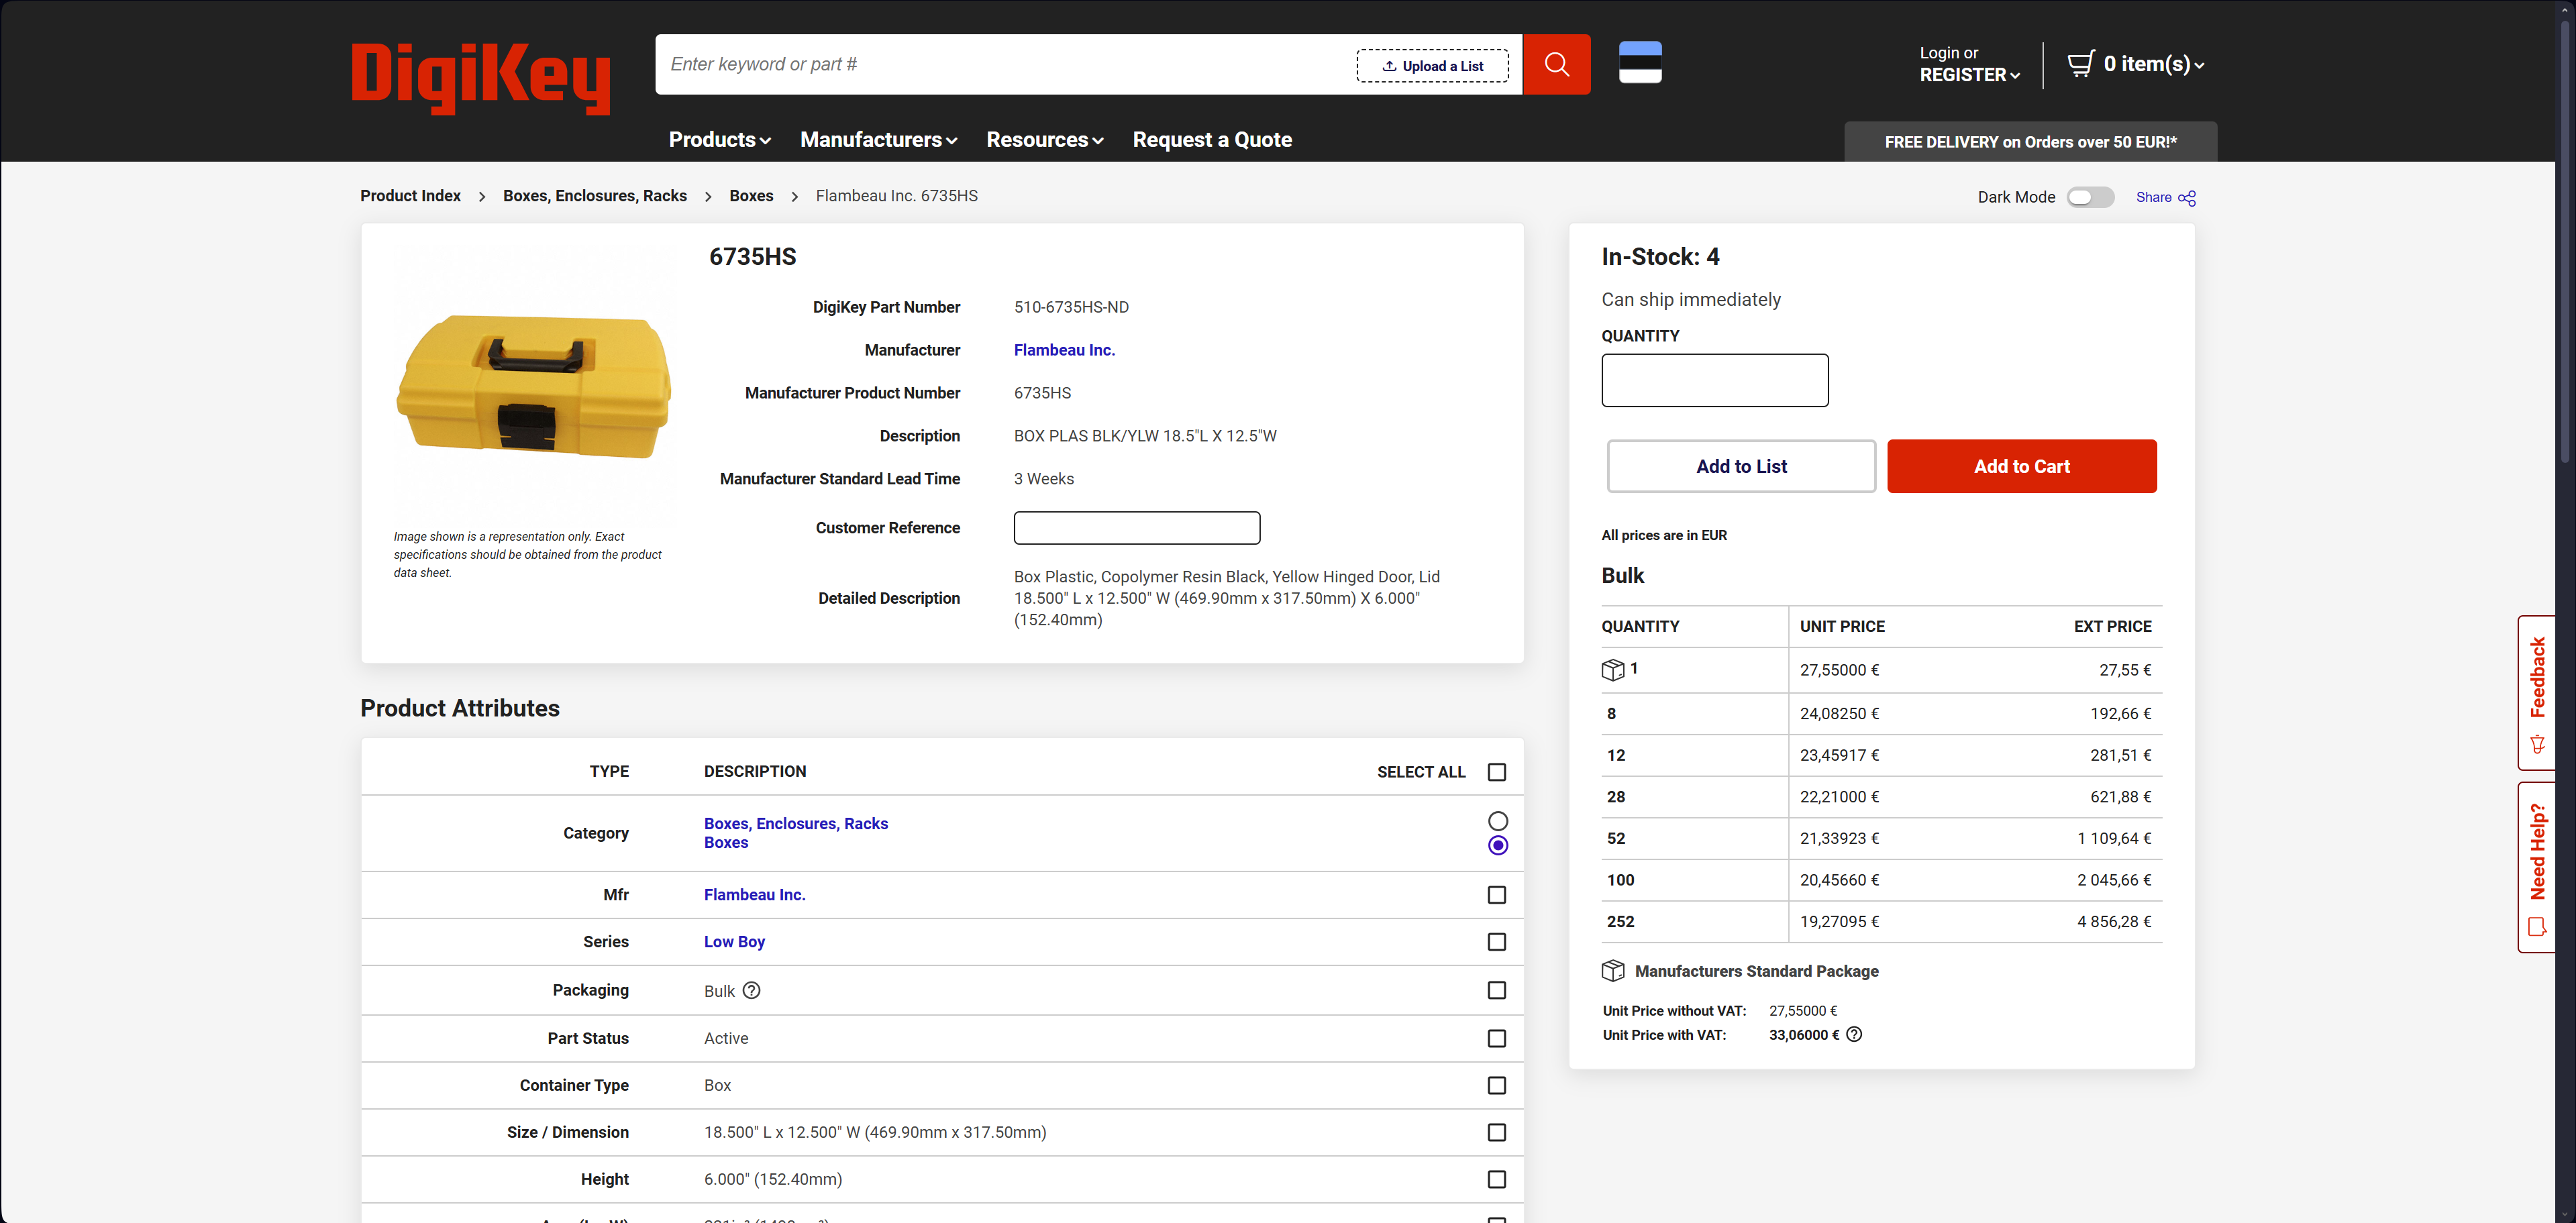 DigiKey
Enter keyword or part #
Upload a List
Login or
REGISTER
0 item(s)
Products
Manufacturers
Resources
Request a Quote
FREE DELIVERY on Orders over 50 EUR!*
Product Index > Boxes, Enclosures, Racks > Boxes > Flambeau Inc. 6735HS
Dark Mode
Share
6735HS
DigiKey Part Number 510-6735HS-ND
Manufacturer Flambeau Inc.
Manufacturer Product Number 6735HS
Description BOX PLAS BLK/YLW 18.5"L X 12.5"W
Manufacturer Standard Lead Time 3 Weeks
Customer Reference
Detailed Description
Box Plastic, Copolymer Resin Black, Yellow Hinged Door, Lid
18.500" L x 12.500" W (469.90mm x 317.50mm) X 6.000"
(152.40mm)
Image shown is a representation only. Exact
specifications should be obtained from the product
data sheet.
Product Attributes
TYPE DESCRIPTION SELECT ALL
Category Boxes, Enclosures, Racks
Boxes
Mfr Flambeau Inc.
Series Low Boy
Packaging Bulk
Part Status Active
Container Type Box
Size / Dimension 18.500" L x 12.500" W (469.90mm x 317.50mm)
Height 6.000" (152.40mm)
In-Stock: 4
Can ship immediately
QUANTITY
Add to List
Add to Cart
All prices are in EUR
Bulk
QUANTITY UNIT PRICE EXT PRICE
1 27,55000 € 27,55 €
8 24,08250 € 192,66 €
12 23,45917 € 281,51 €
28 22,21000 € 621,88 €
52 21,33923 € 1 109,64 €
100 20,45660 € 2 045,66 €
252 19,27095 € 4 856,28 €
Manufacturers Standard Package
Unit Price without VAT: 27,55000 €
Unit Price with VAT: 33,06000 €
Feedback
Need Help?